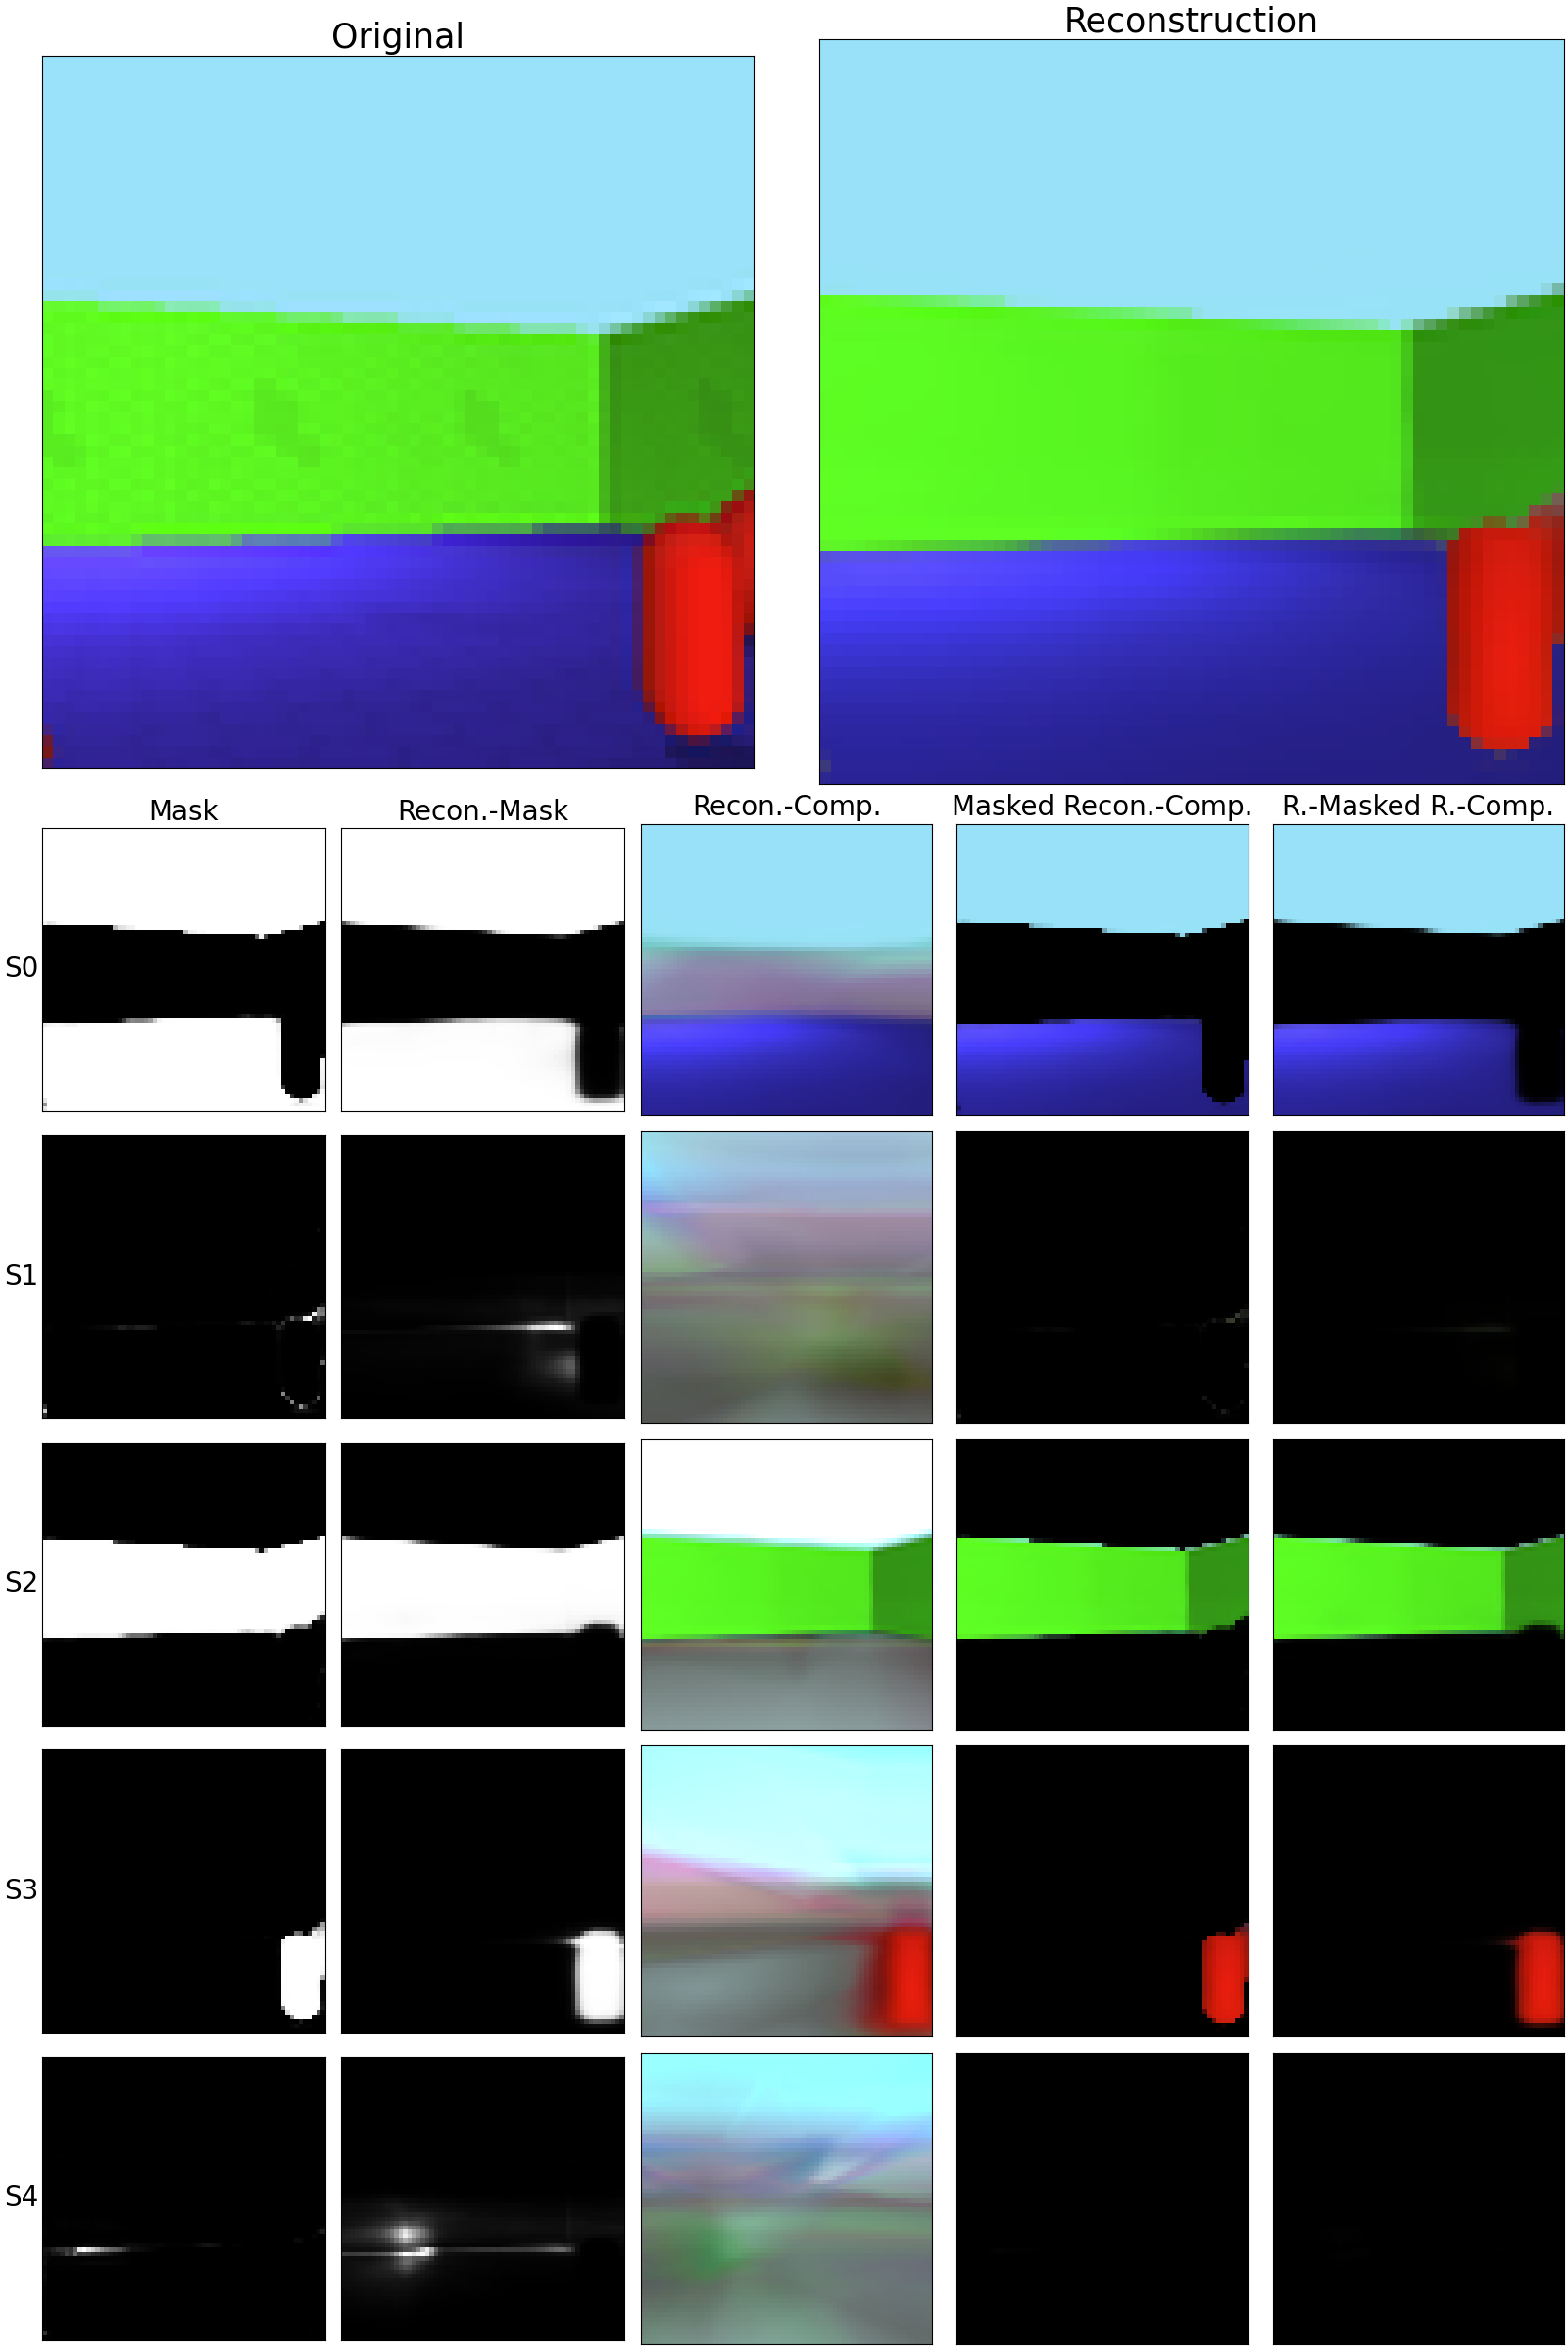 Original
Reconstruction
Mask
Recon.-Mask
Recon.-Comp.
Masked Recon.-Comp.
R.-Masked R.-Comp.
S0
S1
S2
S3
S4